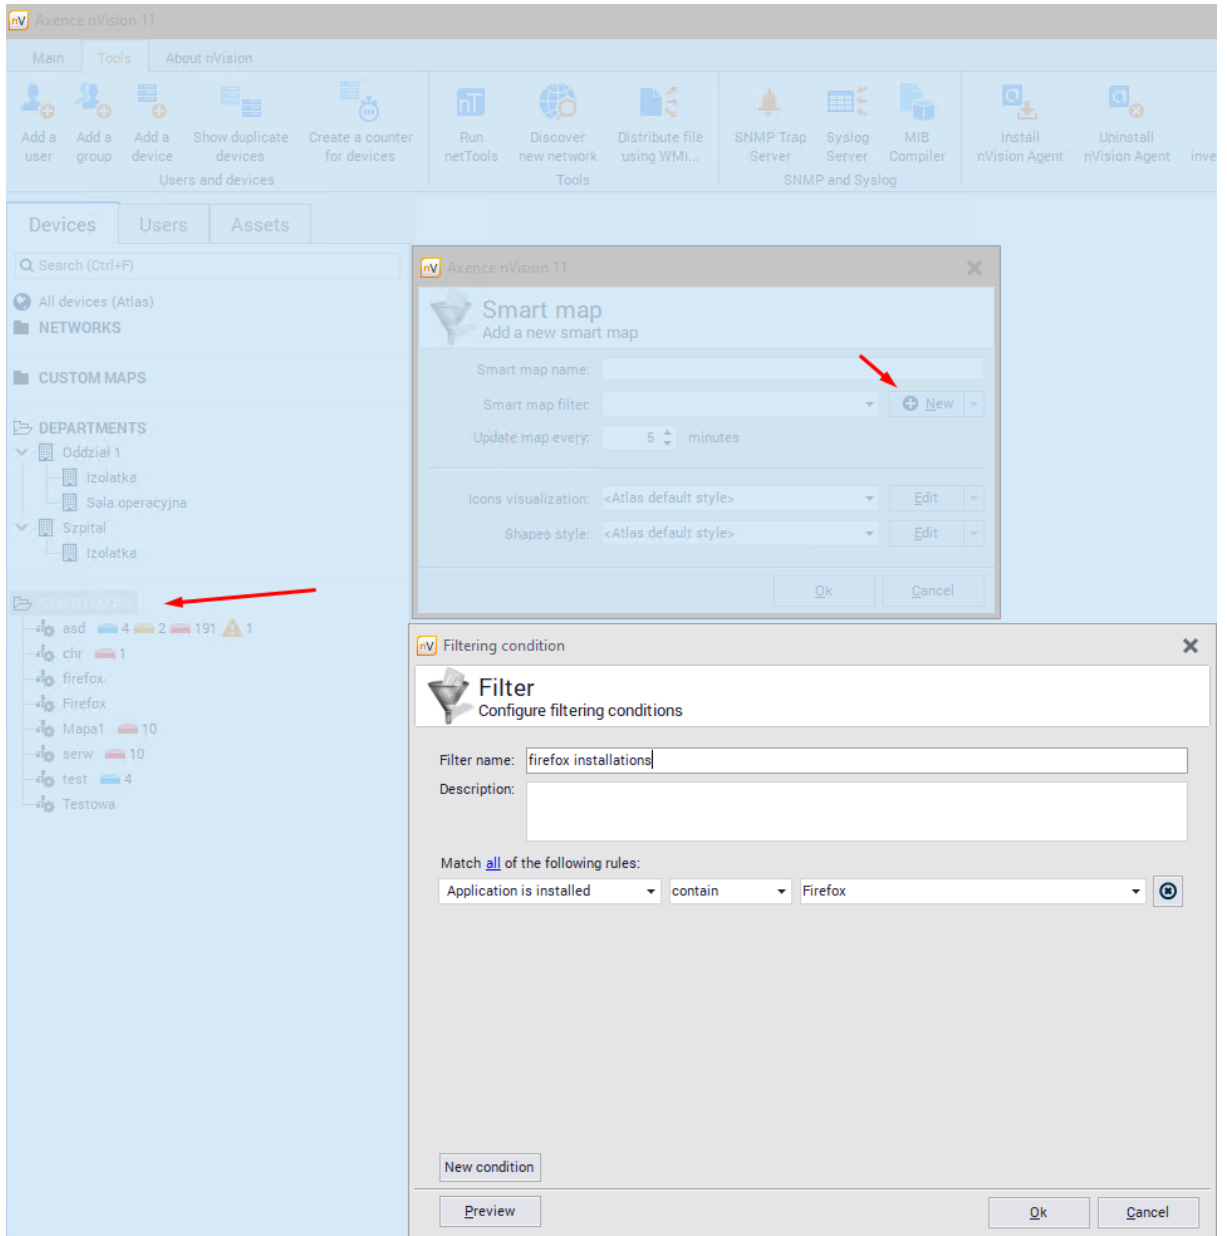 nV Axence nVision 11
Main Tools About nVision
Add a user
Add a group
Add a device
Show duplicate devices
Create a counter for devices
Users and devices
nT
Run netTools
Discover new network
Distribute file using WMI...
Tools
SNMP Trap Server
Syslog Server
MIB Compiler
SNMP and Syslog
Install nVision Agent
Uninstall nVision Agent
inve
Devices Users Assets
Search (Ctrl+F)
All devices (Atlas)
NETWORKS
CUSTOM MAPS
DEPARTMENTS
Oddział 1
Izolatka
Sala operacyjna
Szpital
Izolatka
SMART MAPS
asd 4 2 191 1
chr 1
firefox
Firefox
Mapa1 10
serw 10
test 4
Testowa
nV Axence nVision 11
Smart map
Add a new smart map
Smart map name:
Smart map filter: New
Update map every: 5 minutes
Icons visualization: <Atlas default style> Edit
Shapes style: <Atlas default style> Edit
Ok Cancel
nV Filtering condition
Filter
Configure filtering conditions
Filter name: firefox installations
Description:
Match all of the following rules:
Application is installed contain Firefox
New condition
Preview Ok Cancel